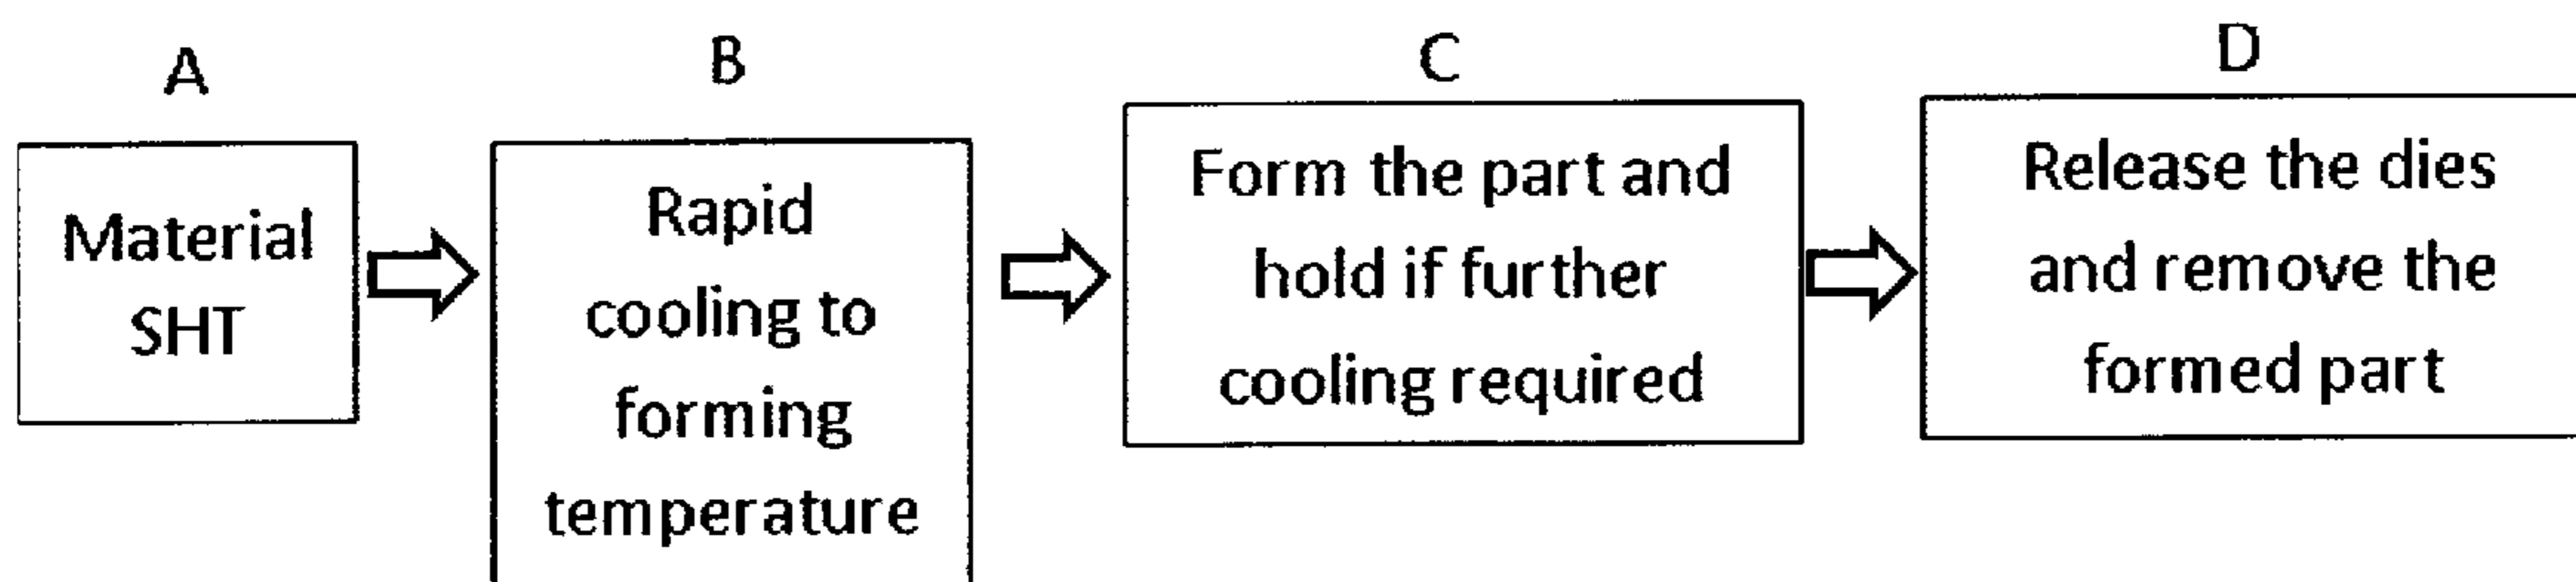 A
Material
SHT
B
Rapid
cooling to
forming
temperature
C
Form the part and
hold if further
cooling required
D
Release the dies
and remove the
formed part